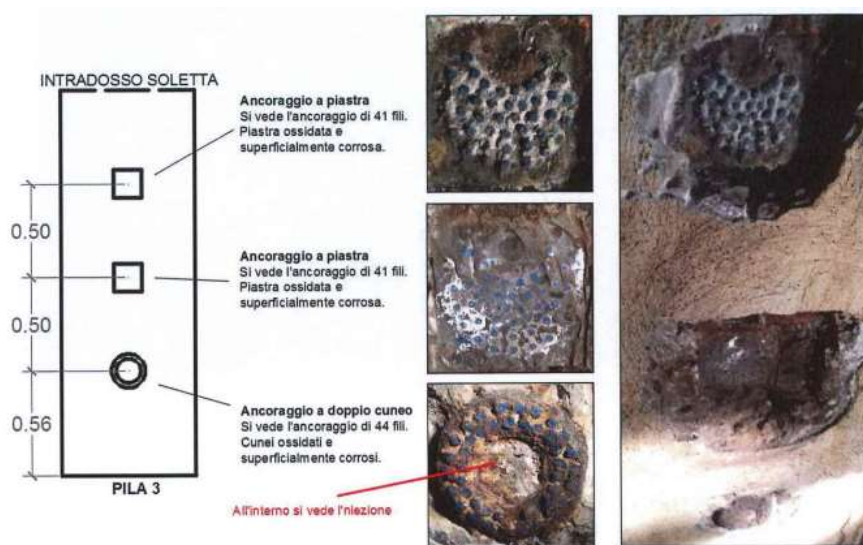 INTRADOSSO SOLETTA
Ancoraggio a piastra
Si vede l'ancoraggio di 41 fili.
Piastra ossidata e
superficialmente corrosa.
0.50
Ancoraggio a piastra
Si vede l'ancoraggio di 41 fili.
Piastra ossidata e
superficialmente corrosa.
0.50
Ancoraggio a doppio cuneo
Si vede l'ancoraggio di 44 fili.
Cunei ossidati e
superficialmente corrosi.
0.56
PILA 3
All'interno si vede l'niezione